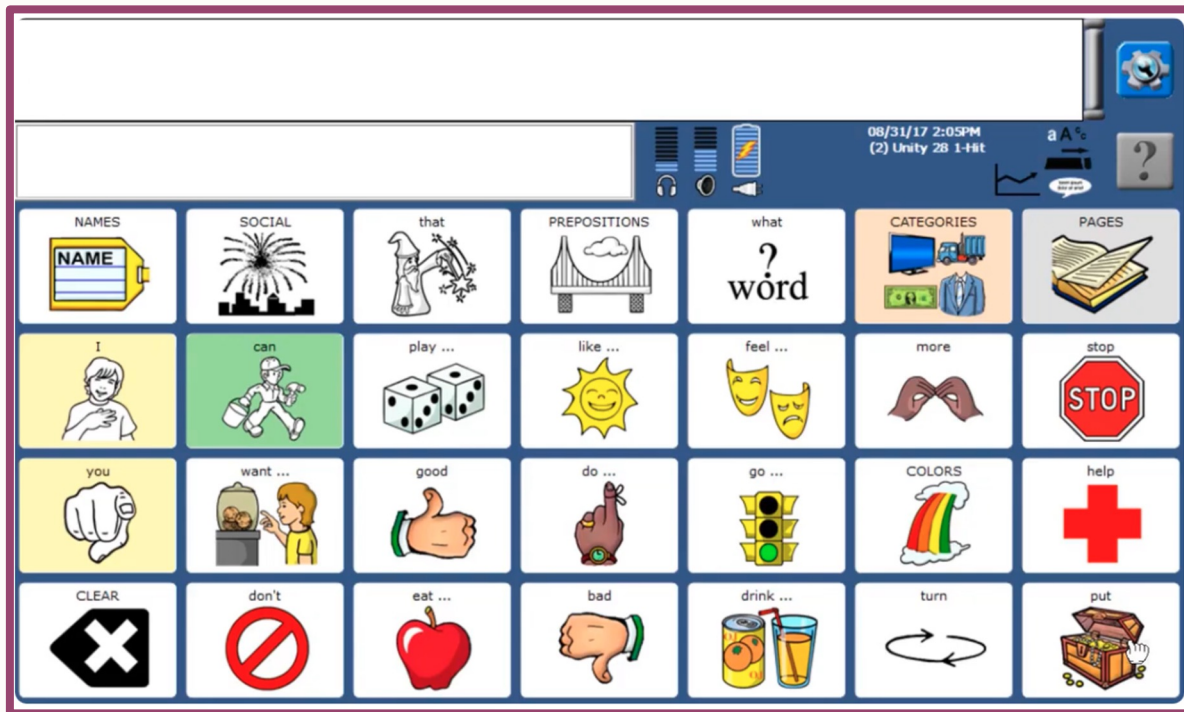 08/31/17 2:05PM
(2) Unity 28 1-Hit
a A
?
NAMES
NAME
SOCIAL
that
PREPOSITIONS
what
?
word
CATEGORIES
PAGES
I
can
play ...
like ...
feel ...
more
stop
STOP
you
want ...
good
do ...
go ...
COLORS
help
CLEAR
don't
eat ...
bad
drink ...
turn
put